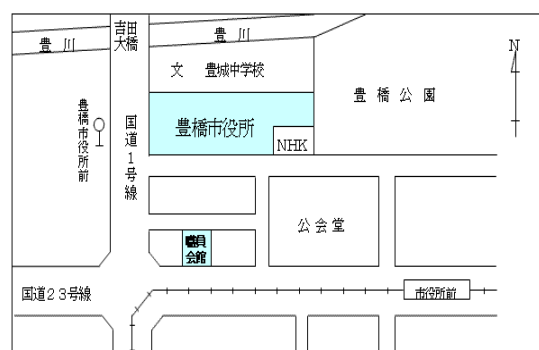 吉田
大橋
豊 川
豊 川
N
文 豊城中学校
豊 橋 公 園
豊橋市役所前
国道1号線
豊橋市役所
NHK
公 会 堂
職員
会館
国道23号線
市役所前